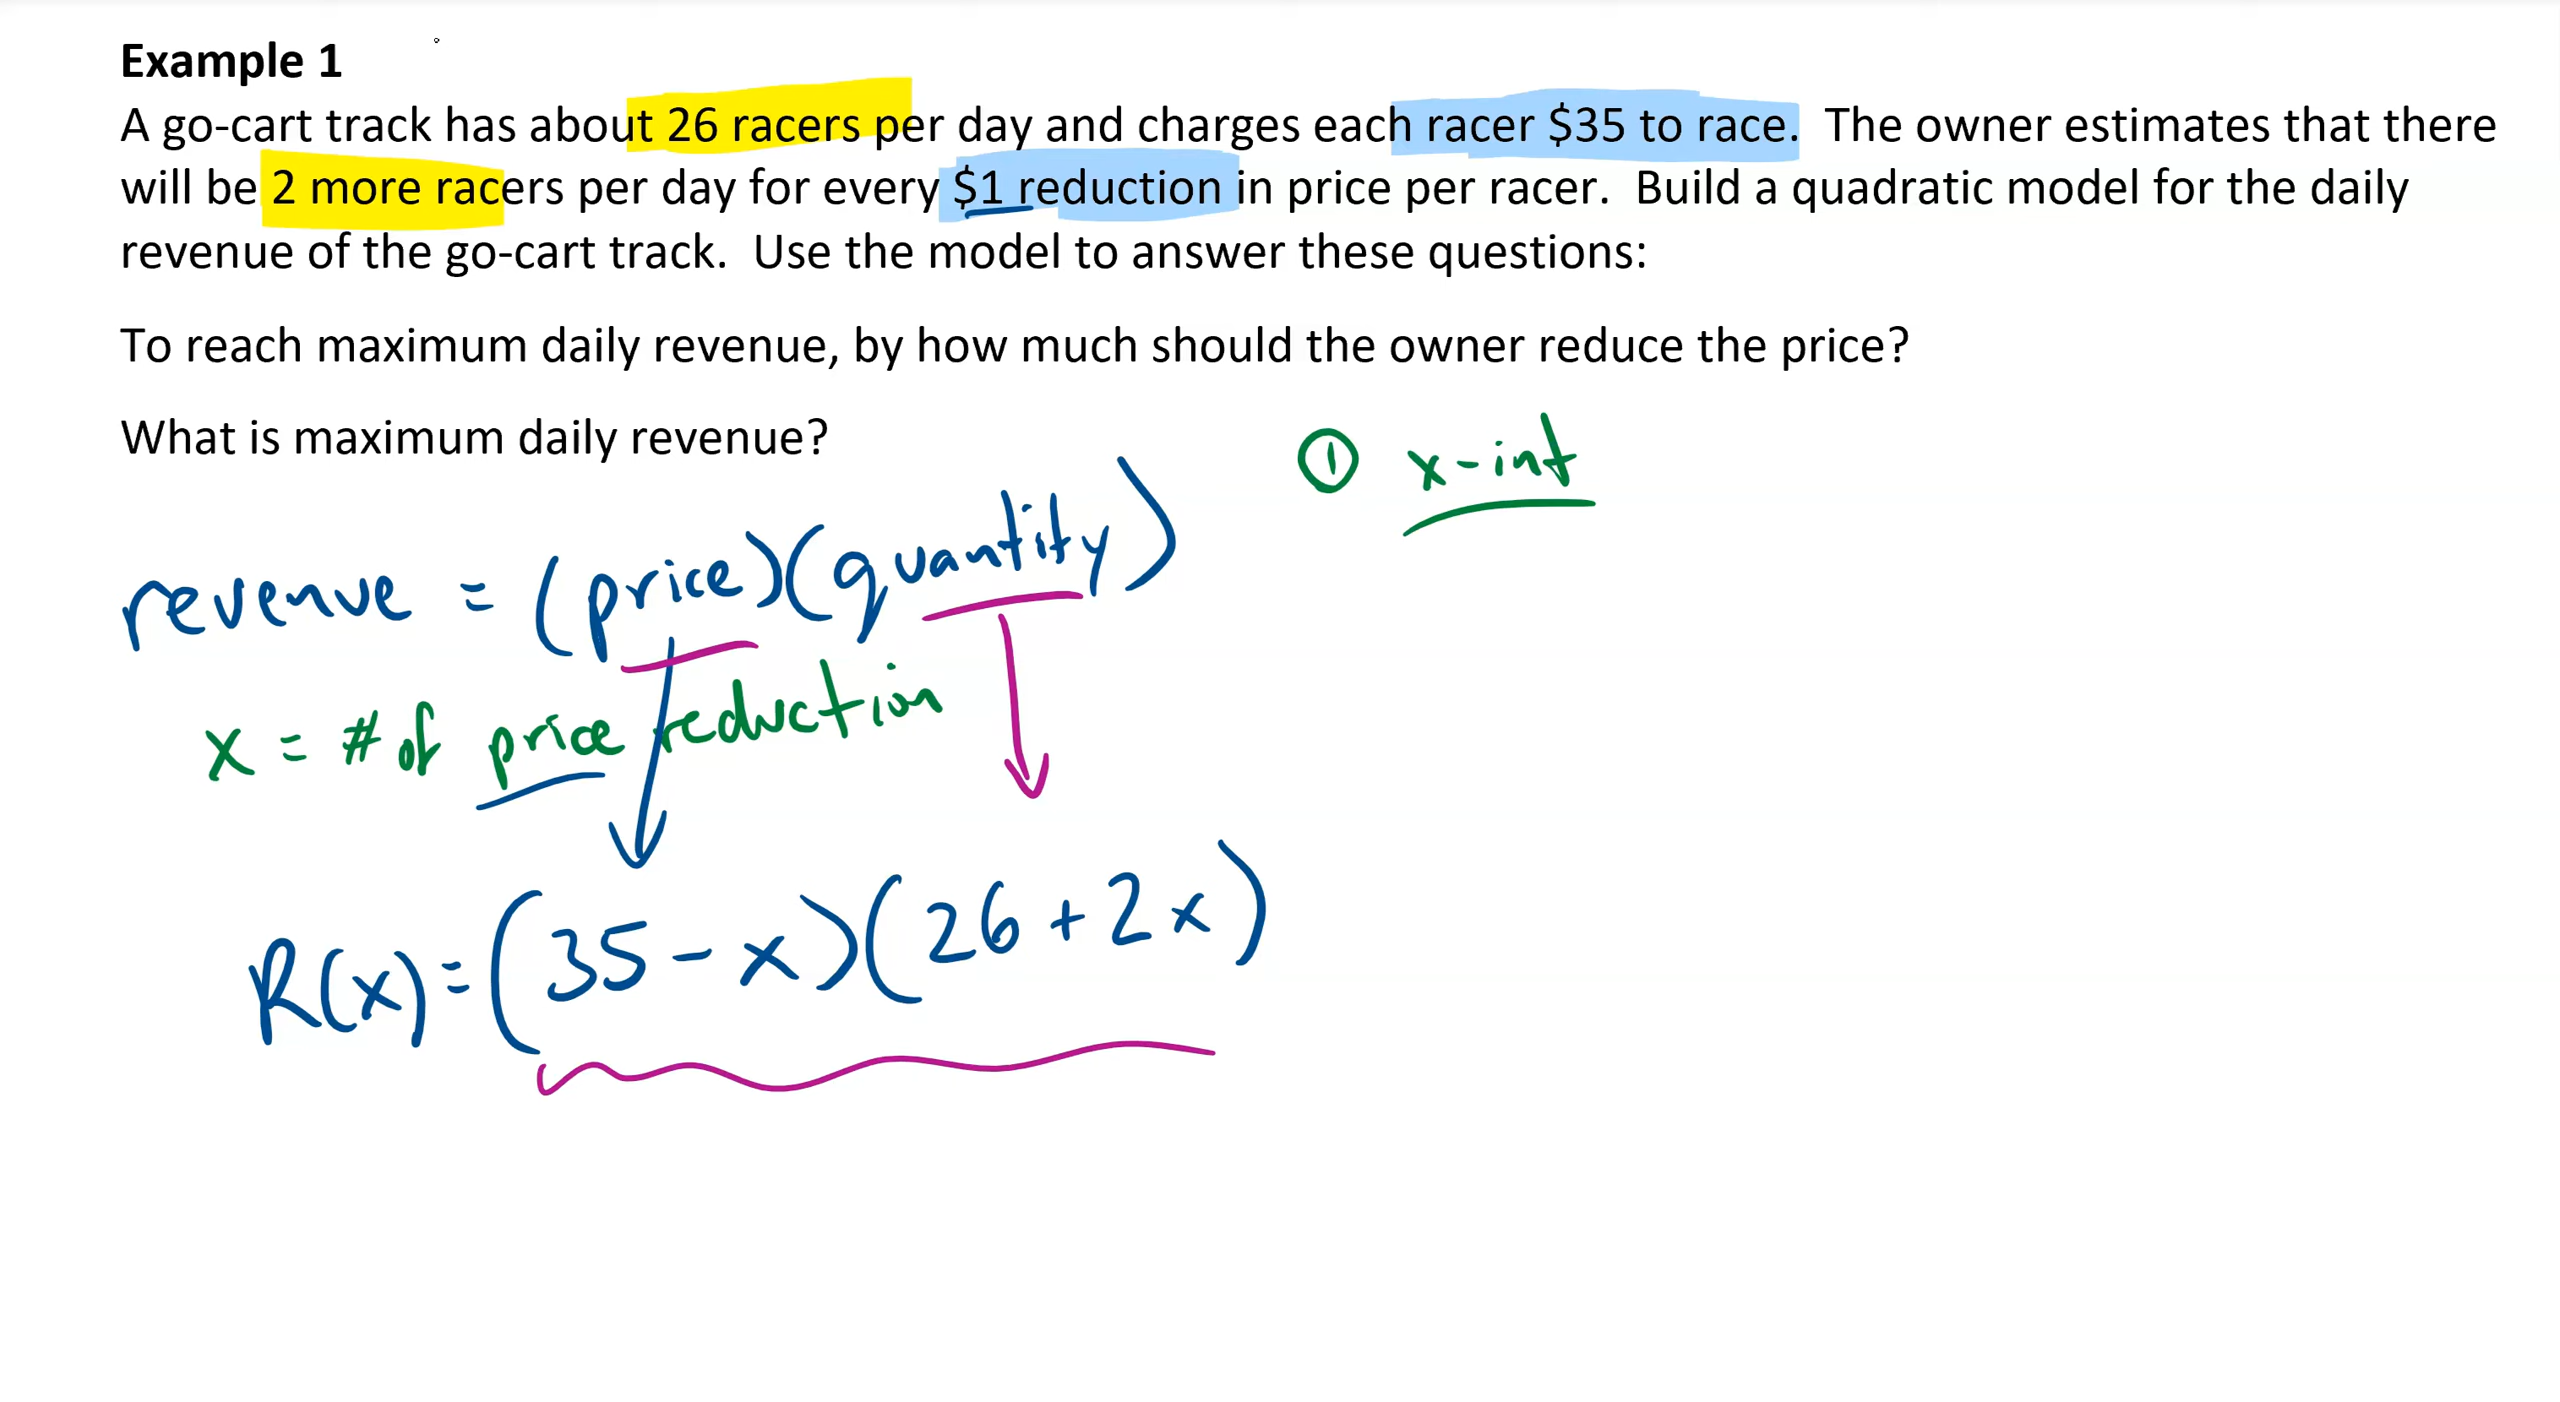 Example 1
A go-cart track has about 26 racers per day and charges each racer $35 to race. The owner estimates that there
will be 2 more racers per day for every $1 reduction in price per racer. Build a quadratic model for the daily
revenue of the go-cart track. Use the model to answer these questions:
To reach maximum daily revenue, by how much should the owner reduce the price?
What is maximum daily revenue?
① x-int
revenue = (price)(quantity)
x = # of price reduction
R(x)=(35-x)(26+2x)